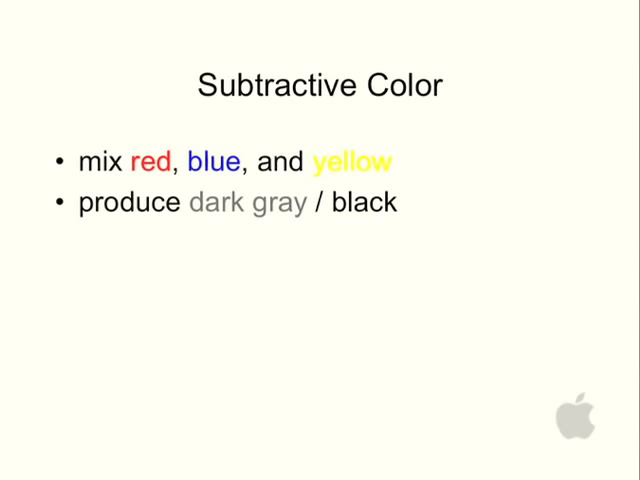 Subtractive Color
• mix red, blue, and yellow
• produce dark gray / black